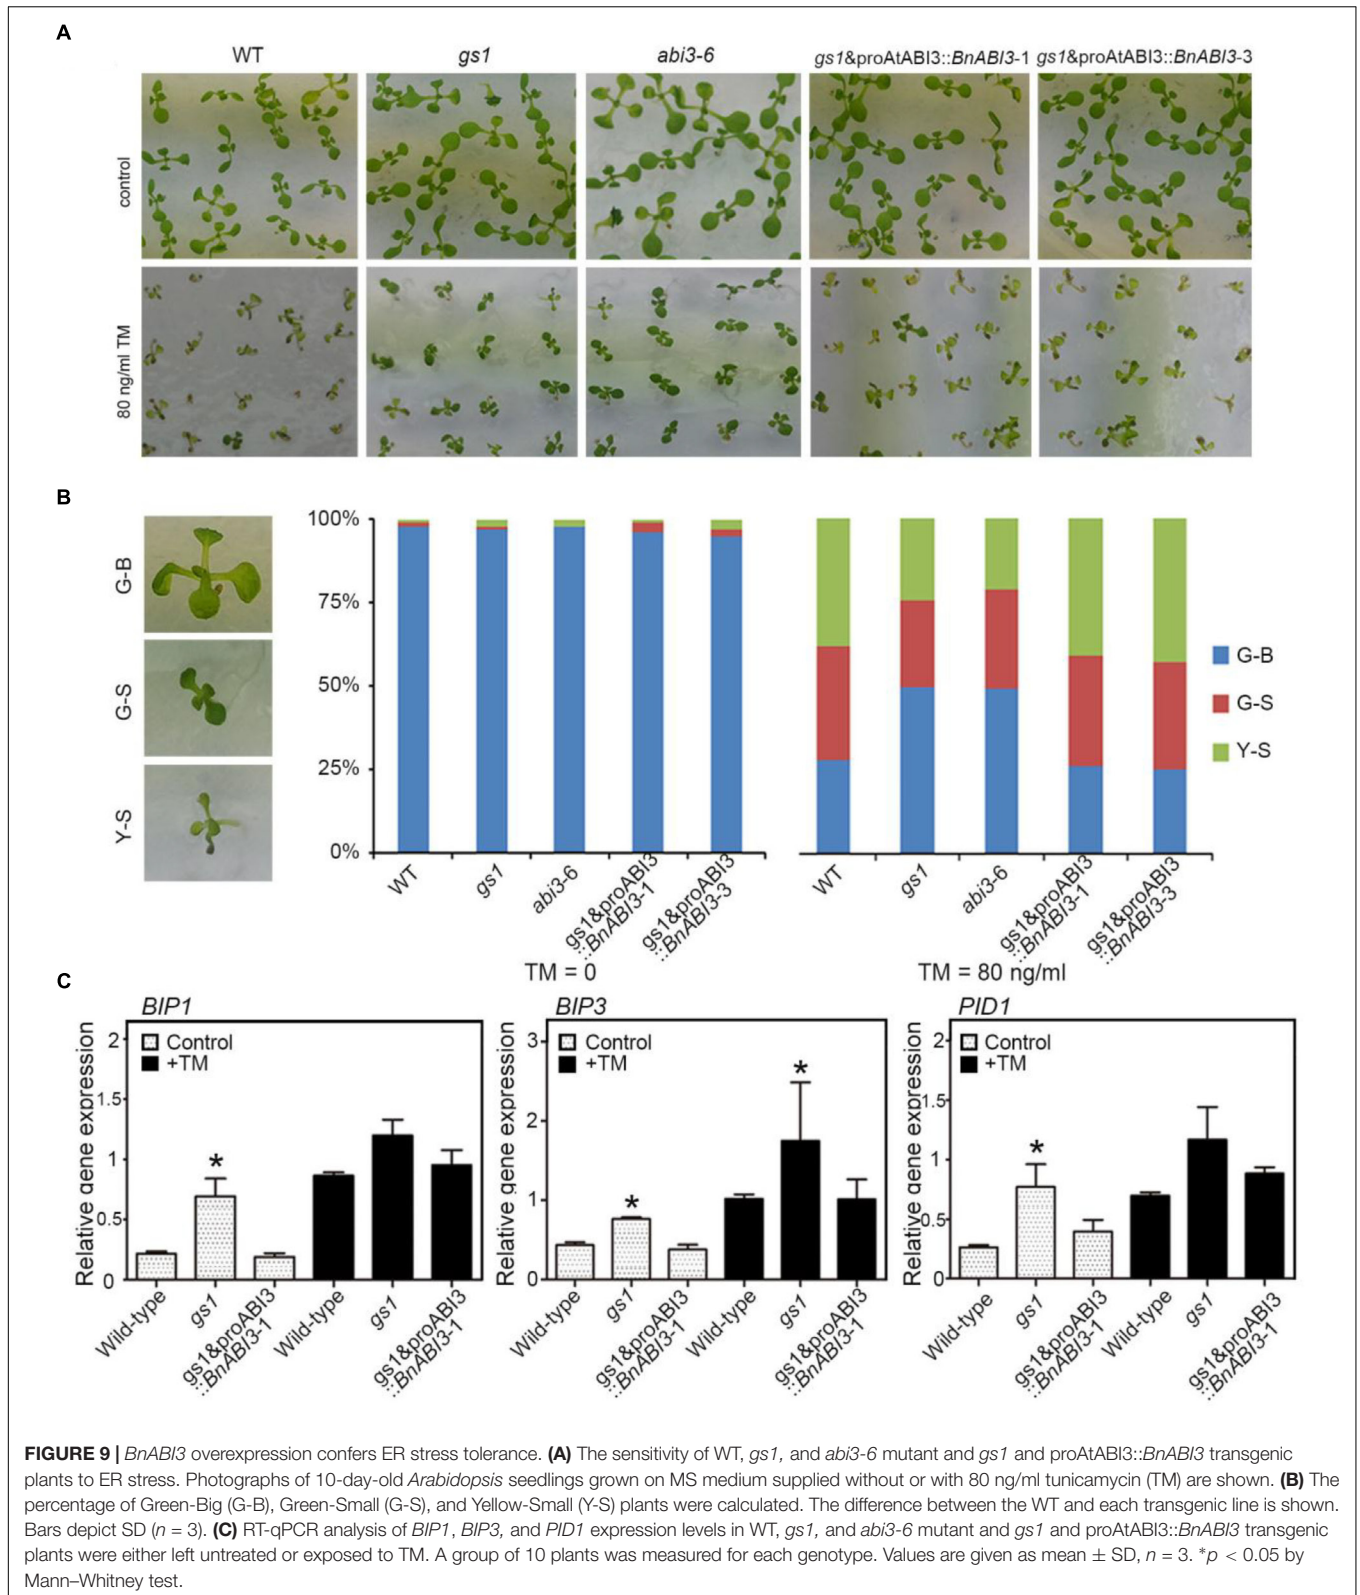 A
WT
gs1
abi3-6
gs1&proAtABI3::BnABI3-1
gs1&proAtABI3::BnABI3-3
control
80 ng/ml TM
B
G-B
G-S
Y-S
100%
75%
50%
25%
0%
WT
gs1
abi3-6
gs1&proABI3
::BnABI3-1
gs1&proABI3
::BnABI3-3
TM = 0
WT
gs1
abi3-6
gs1&proABI3
::BnABI3-1
gs1&proABI3
::BnABI3-3
TM = 80 ng/ml
G-B
G-S
Y-S
C
BIP1
Control
+TM
Relative gene expression
2
1.5
1
0.5
0
Wild-type
gs1
gs1&proABI3
::BnABI3-1
Wild-type
gs1
gs1&proABI3
::BnABI3-1
*
BIP3
Control
+TM
Relative gene expression
3
2
1
0
Wild-type
gs1
gs1&proABI3
::BnABI3-1
Wild-type
gs1
gs1&proABI3
::BnABI3-1
*
*
PID1
Control
+TM
Relative gene expression
2
1.5
1
0.5
0
Wild-type
gs1
gs1&proABI3
::BnABI3-1
Wild-type
gs1
gs1&proABI3
::BnABI3-1
*
FIGURE 9 | BnABI3 overexpression confers ER stress tolerance. (A) The sensitivity of WT, gs1, and abi3-6 mutant and gs1 and proAtABI3::BnABI3 transgenic
plants to ER stress. Photographs of 10-day-old Arabidopsis seedlings grown on MS medium supplied without or with 80 ng/ml tunicamycin (TM) are shown. (B) The
percentage of Green-Big (G-B), Green-Small (G-S), and Yellow-Small (Y-S) plants were calculated. The difference between the WT and each transgenic line is shown.
Bars depict SD (n = 3). (C) RT-qPCR analysis of BIP1, BIP3, and PID1 expression levels in WT, gs1, and abi3-6 mutant and gs1 and proAtABI3::BnABI3 transgenic
plants were either left untreated or exposed to TM. A group of 10 plants was measured for each genotype. Values are given as mean ± SD, n = 3. *p < 0.05 by
Mann–Whitney test.